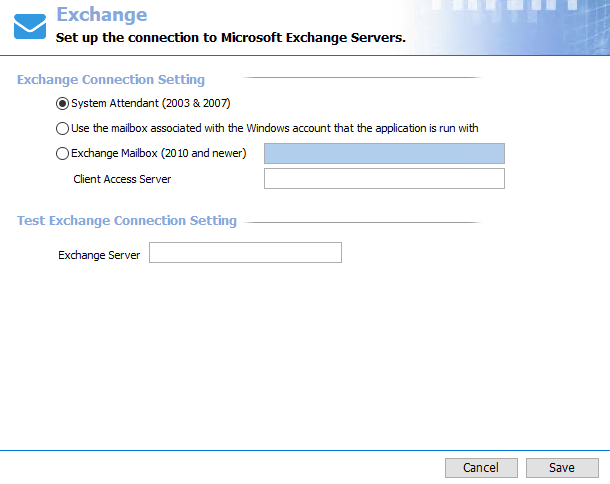 Exchange
Set up the connection to Microsoft Exchange Servers.
Exchange Connection Setting
System Attendant (2003 & 2007)
Use the mailbox associated with the Windows account that the application is run with
Exchange Mailbox (2010 and newer)
Client Access Server
Test Exchange Connection Setting
Exchange Server
Cancel Save